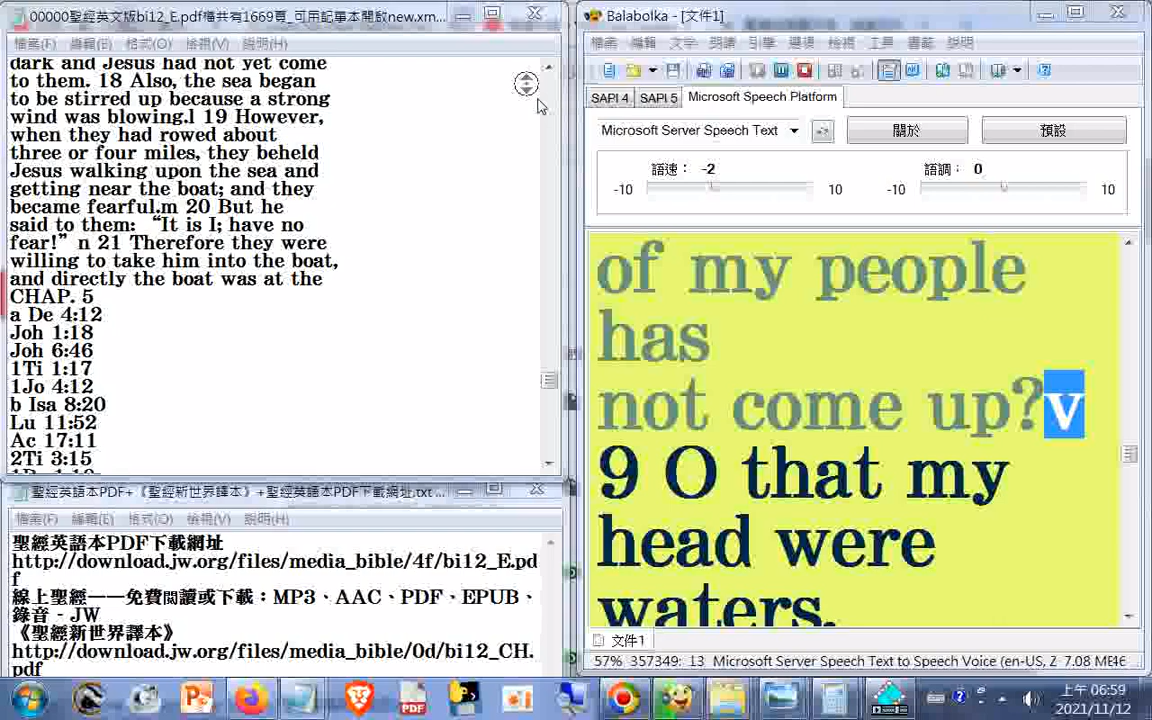 00000聖經英文版bi12_E.pdf檔共有1669頁_可用記事本開啟new.xm...
檔案(F) 編輯(E) 格式(O) 檢視(V) 說明(H)
dark and Jesus had not yet come
to them. 18 Also, the sea began
to be stirred up because a strong
wind was blowing.l 19 However,
when they had rowed about
three or four miles, they beheld
Jesus walking upon the sea and
getting near the boat; and they
became fearful.m 20 But he
said to them: “It is I; have no
fear!” n 21 Therefore they were
willing to take him into the boat,
and directly the boat was at the
CHAP. 5
a De 4:12
Joh 1:18
Joh 6:46
1Ti 1:17
1Jo 4:12
b Isa 8:20
Lu 11:52
Ac 17:11
2Ti 3:15
聖經英語本PDF+《聖經新世界譯本》+聖經英語本PDF下載網址.txt ...
檔案(F) 編輯(E) 格式(O) 檢視(V) 說明(H)
聖經英語本PDF下載網址
http://download.jw.org/files/media_bible/4f/bi12_E.pd
f
線上聖經——免費閱讀或下載：MP3、AAC、PDF、EPUB、
錄音 - JW
《聖經新世界譯本》
http://download.jw.org/files/media_bible/0d/bi12_CH.
pdf
Balabolka - [文件1]
檔案 編輯 文字 朗讀 引擎 選項 檢視 工具 書籤 說明
SAPI 4 SAPI 5 Microsoft Speech Platform
Microsoft Server Speech Text 關於 預設
語速： -2 語調： 0
-10 10 -10 10
of my people
has
not come up?v
9 O that my
head were
waters,
文件1
57% 357349: 13 Microsoft Server Speech Text to Speech Voice (en-US, Z 7.08 ME46
PDF
上午 06:59
2021/11/12